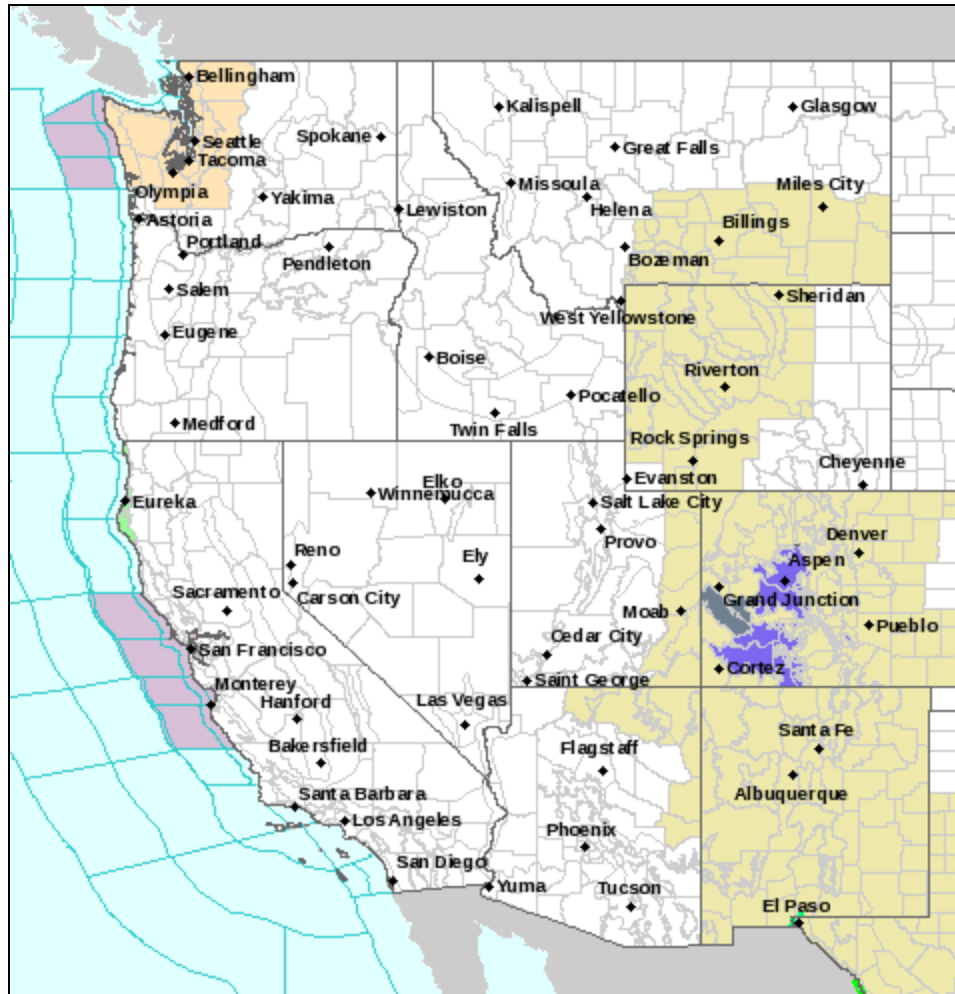 Bellingham
Kalispell
Glasgow
Spokane
Seattle
Great Falls
Tacoma
Olympia
Missoula
Miles City
Yakima
Lewiston
Helena
Astoria
Billings
Portland
Pendleton
Bozeman
Salem
Sheridan
West Yellowstone
Eugene
Boise
Riverton
Pocatello
Medford
Twin Falls
Rock Springs
Cheyenne
Elko
Evanston
Winnemucca
Eureka
Salt Lake City
Provo
Denver
Reno
Ely
Aspen
Sacramento
Carson City
Grand Junction
Moab
Pueblo
Cedar City
San Francisco
Cortez
Saint George
Monterey
Hanford
Las Vegas
Santa Fe
Bakersfield
Flagstaff
Santa Barbara
Albuquerque
Los Angeles
Phoenix
San Diego
Yuma
Tucson
El Paso